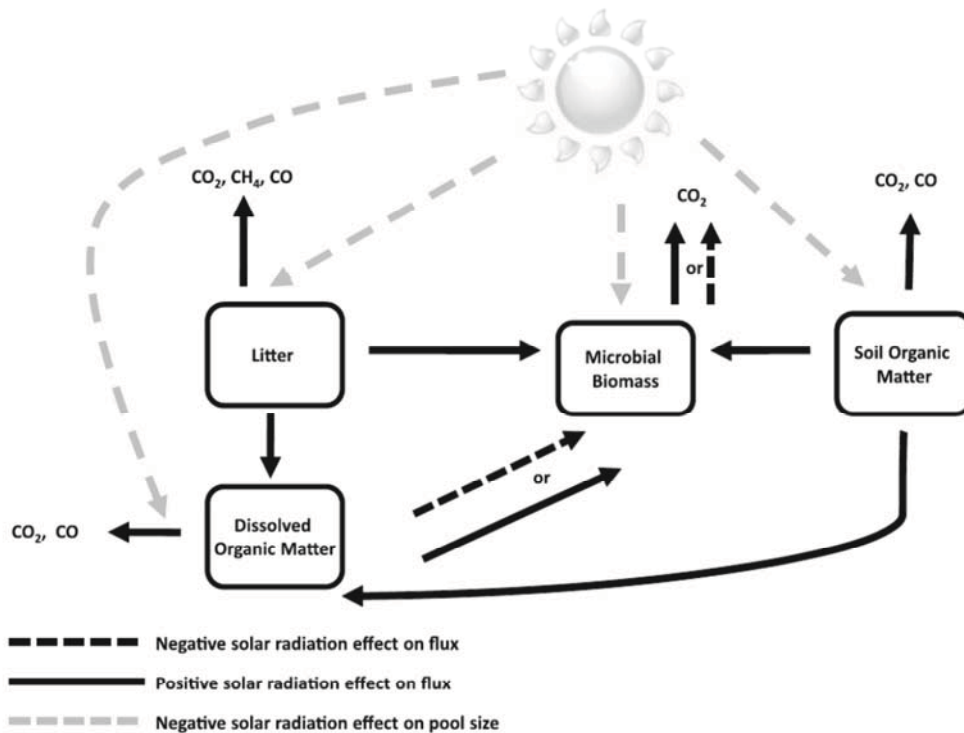 CO₂, CH₄, CO
CO₂
CO₂, CO
or
Litter
Microbial
Biomass
Soil Organic
Matter
or
Dissolved
Organic Matter
CO₂, CO
Negative solar radiation effect on flux
Positive solar radiation effect on flux
Negative solar radiation effect on pool size